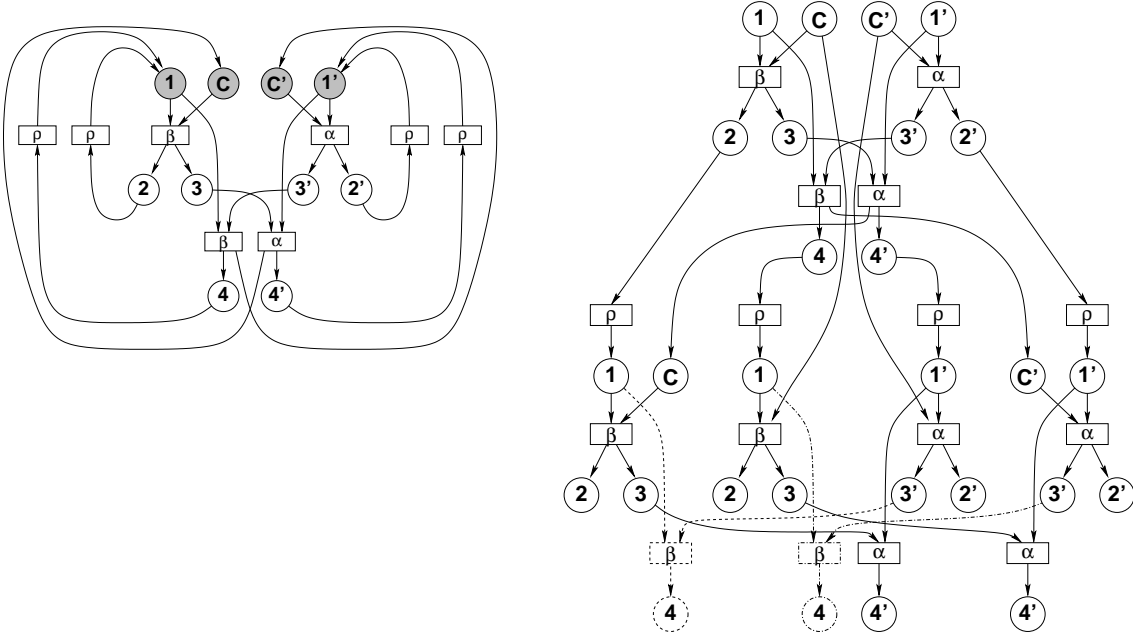 1 C C' 1'
ρ ρ β α ρ ρ
2 3 3' 2'
β α
4 4'
1 C C' 1'
β α
2 3 3' 2'
β α
4 4'
ρ ρ ρ ρ
1 C 1 1' C' 1'
β β α α
2 3 2 3 3' 2' 3' 2'
β β α α
4 4 4' 4'